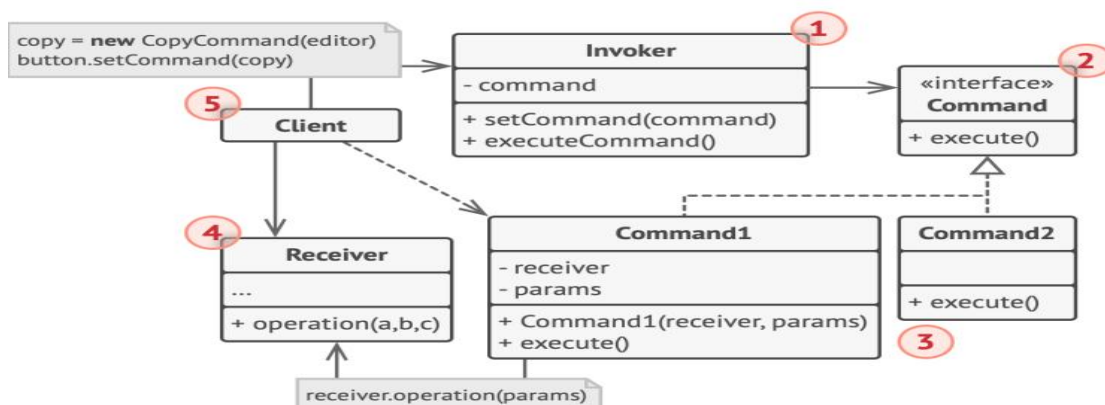 copy = new CopyCommand(editor)
button.setCommand(copy)
1
Invoker
- command
+ setCommand(command)
+ executeCommand()
2
«interface»
Command
+ execute()
5
Client
4
Receiver
...
+ operation(a,b,c)
Command1
- receiver
- params
+ Command1(receiver, params)
+ execute()
Command2
+ execute()
3
receiver.operation(params)